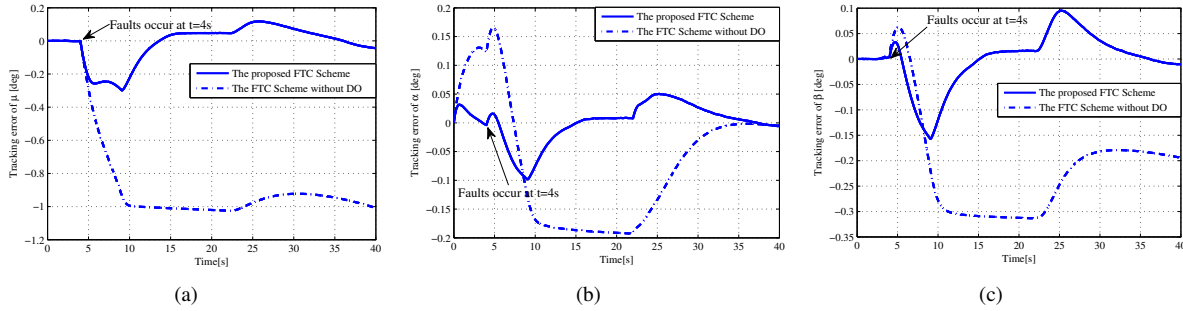 Faults occur at t=4s
The proposed FTC Scheme
The FTC Scheme without DO
Tracking error of μ [deg]
0.2
0
−0.2
−0.4
−0.6
−0.8
−1
−1.2
0 5 10 15 20 25 30 35 40
Time[s]
(a)
The proposed FTC Scheme
The FTC Scheme without DO
Faults occur at t=4s
Tracking error of α [deg]
0.2
0.15
0.1
0.05
0
−0.05
−0.1
−0.15
−0.2
0 5 10 15 20 25 30 35 40
Time[s]
(b)
Faults occur at t=4s
The proposed FTC Scheme
The FTC Scheme without DO
Tracking error of β [deg]
0.1
0.05
0
−0.05
−0.1
−0.15
−0.2
−0.25
−0.3
−0.35
0 5 10 15 20 25 30 35 40
Time[s]
(c)